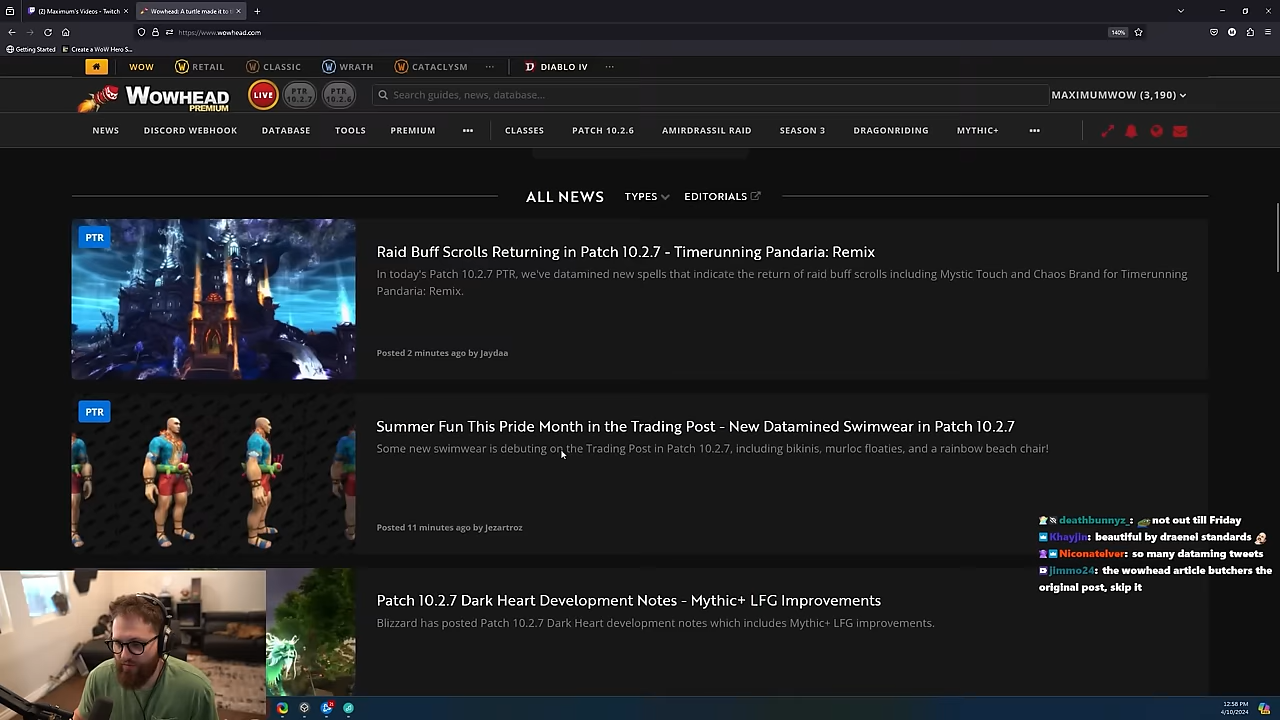 (2) Maximum's Videos - Twitch
Wowhead: A turtle made it to t
https://www.wowhead.com
140%
Getting Started
Create a WoW Hero S...
WOW
RETAIL
CLASSIC
WRATH
CATACLYSM
DIABLO IV
WOWHEAD
PREMIUM
LIVE
PTR
10.2.7
PTR
10.2.6
Search guides, news, database...
MAXIMUMWOW (3,190)
NEWS
DISCORD WEBHOOK
DATABASE
TOOLS
PREMIUM
CLASSES
PATCH 10.2.6
AMIRDRASSIL RAID
SEASON 3
DRAGONRIDING
MYTHIC+
ALL NEWS
TYPES
EDITORIALS
PTR
Raid Buff Scrolls Returning in Patch 10.2.7 - Timerunning Pandaria: Remix
In today's Patch 10.2.7 PTR, we've datamined new spells that indicate the return of raid buff scrolls including Mystic Touch and Chaos Brand for Timerunning
Pandaria: Remix.
Posted 2 minutes ago by Jaydaa
PTR
Summer Fun This Pride Month in the Trading Post - New Datamined Swimwear in Patch 10.2.7
Some new swimwear is debuting on the Trading Post in Patch 10.2.7, including bikinis, murloc floaties, and a rainbow beach chair!
Posted 11 minutes ago by Jezartroz
deathbunnyz_: not out till Friday
Khayjin: beautiful by draenei standards
Niconatelver: so many dataming tweets
jimmo24: the wowhead article butchers the
original post, skip it
Patch 10.2.7 Dark Heart Development Notes - Mythic+ LFG Improvements
Blizzard has posted Patch 10.2.7 Dark Heart development notes which includes Mythic+ LFG improvements.
12:58 PM
4/10/2024